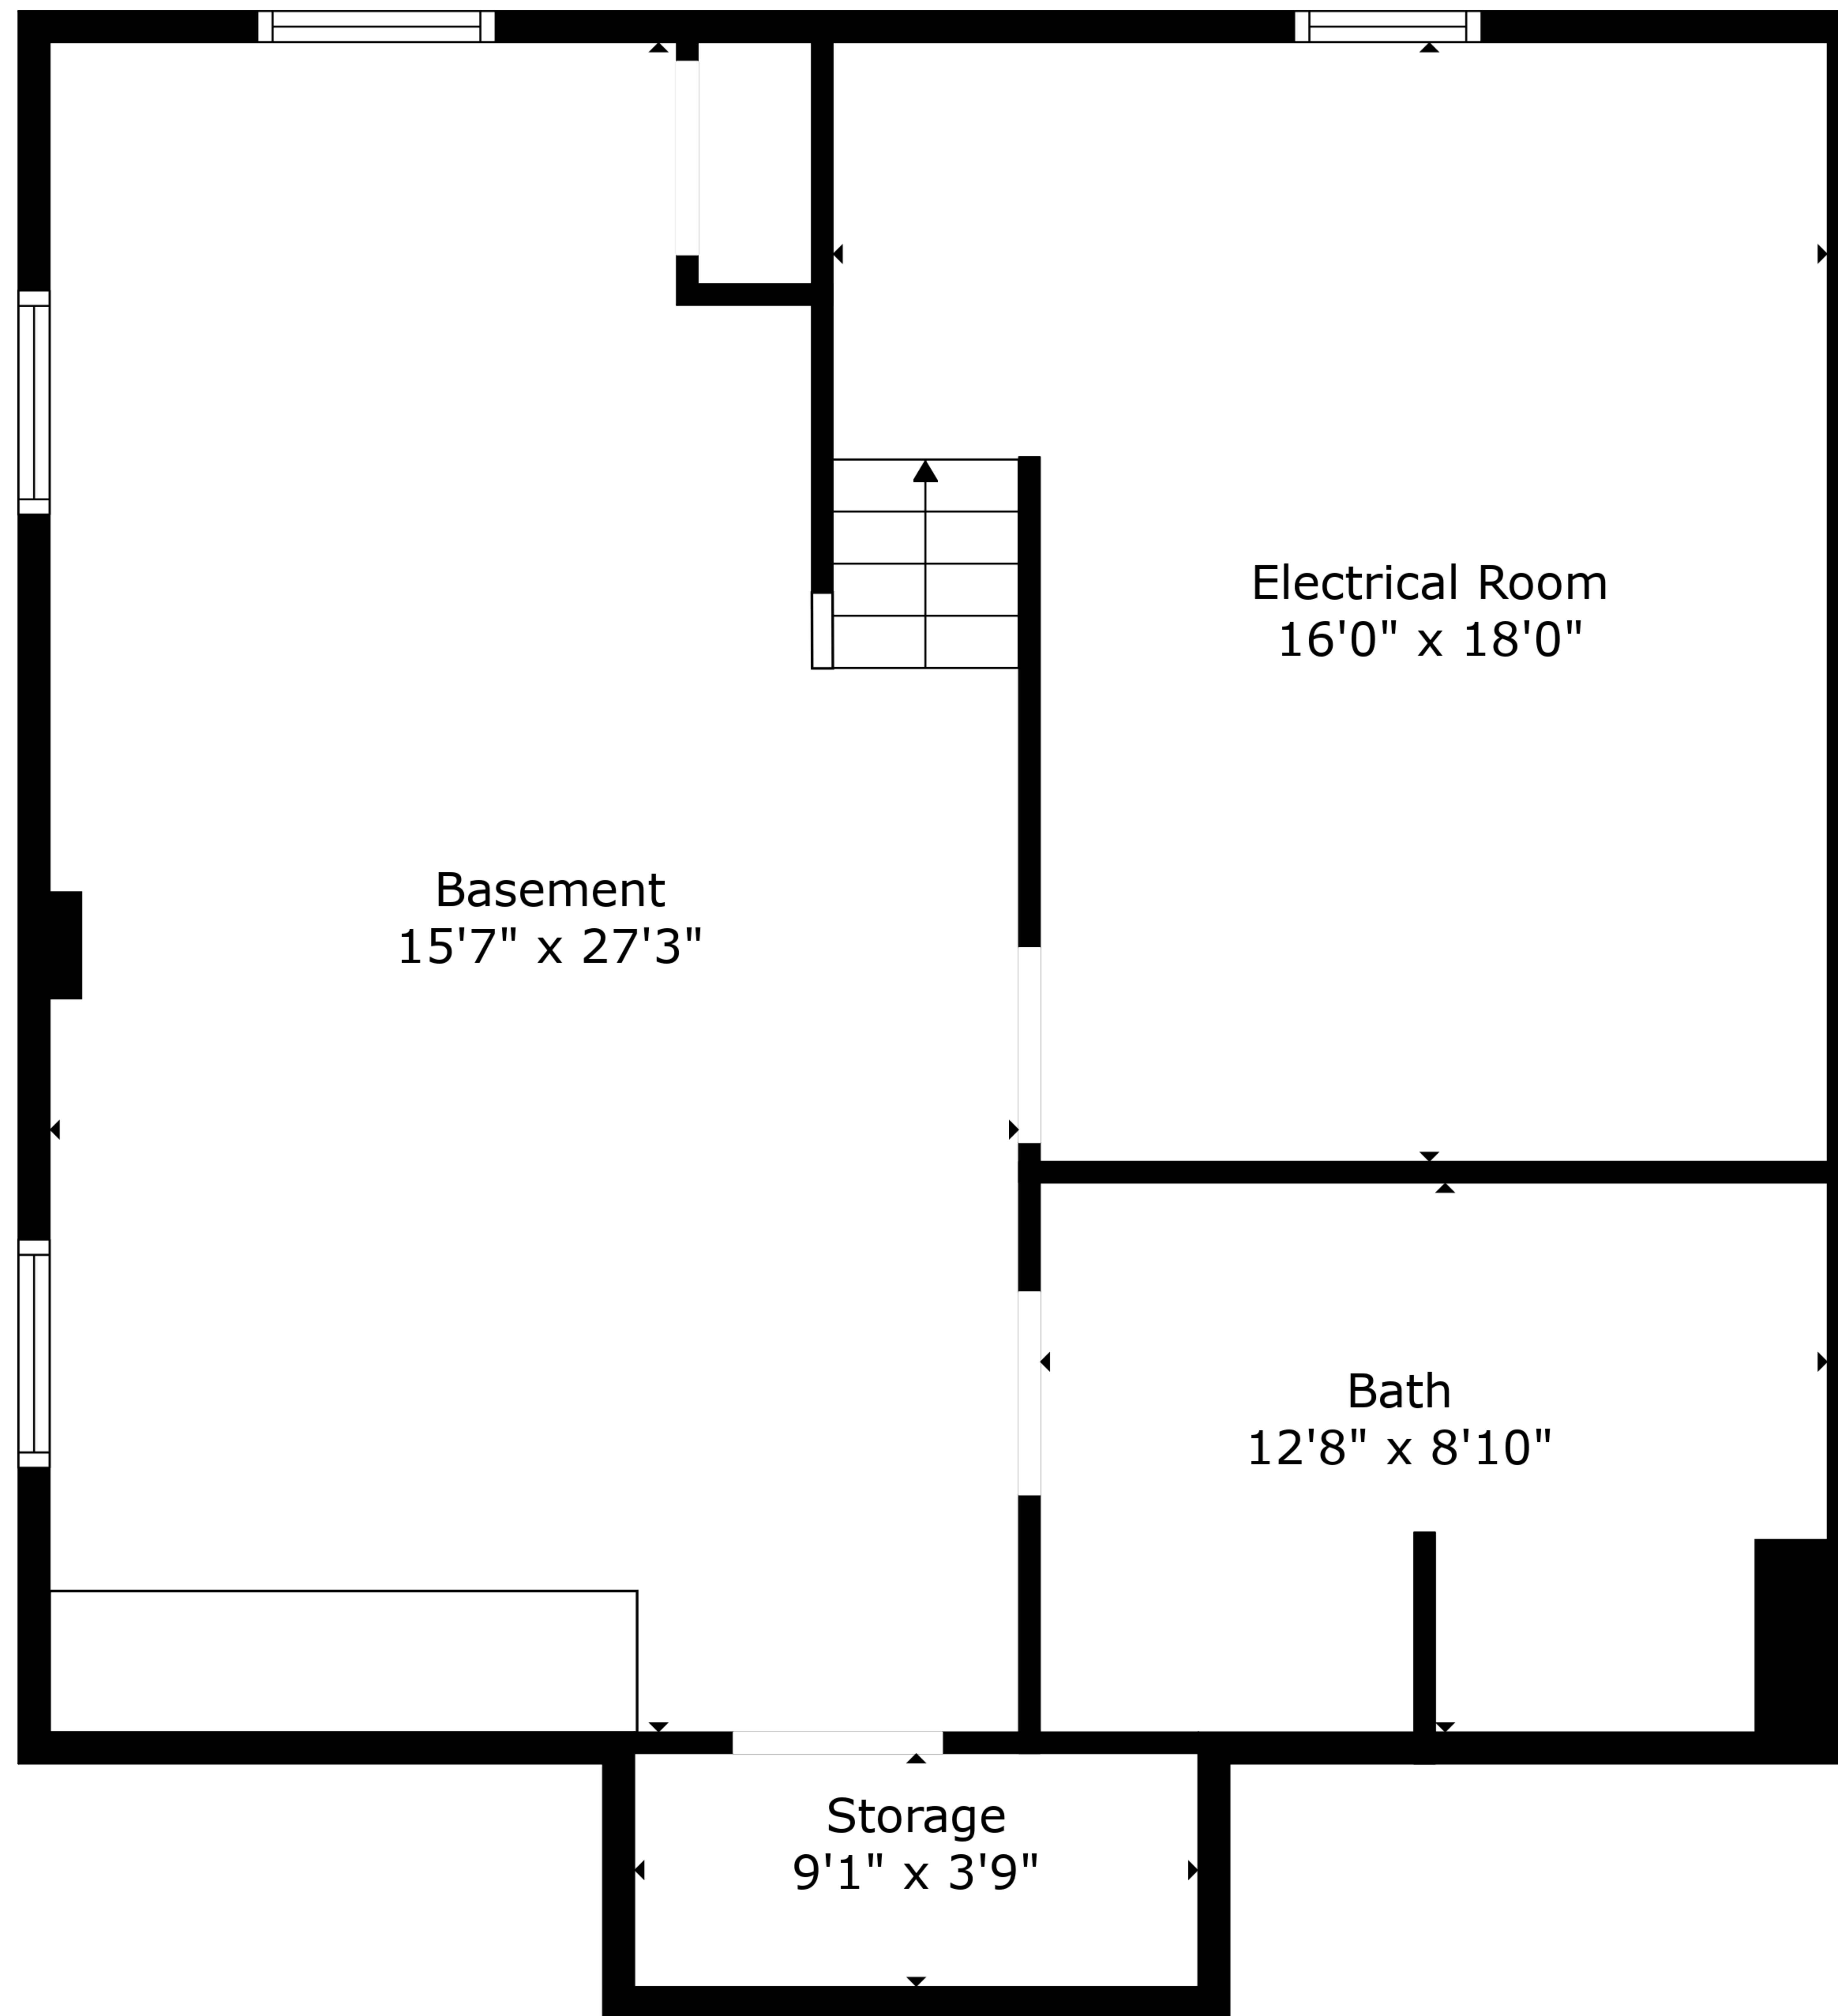 Electrical Room
16'0" x 18'0"
Basement
15'7" x 27'3"
Bath
12'8" x 8'10"
Storage
9'1" x 3'9"